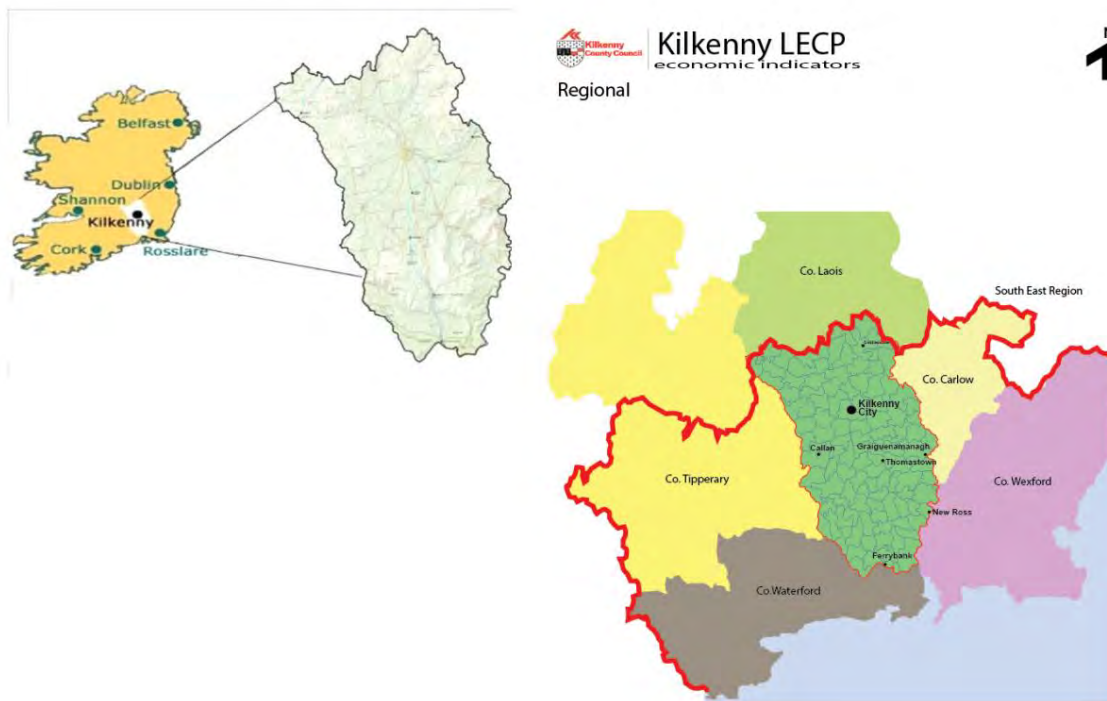 Belfast
Dublin
Shannon
Kilkenny
Cork
Rosslare
Kilkenny
County Council
Kilkenny LECP
economic indicators
Regional
N
Co. Laois
South East Region
Co. Carlow
Kilkenny
City
Callan
Graiguenamanagh
Thomastown
Co. Tipperary
Co. Wexford
New Ross
Ferrybank
Co.Waterford